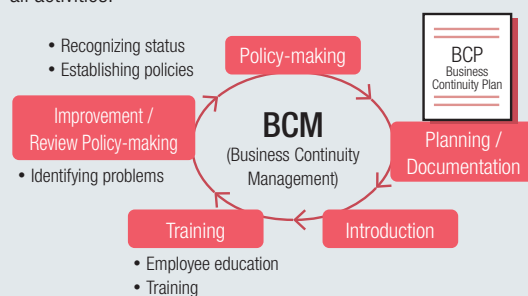 all activities.
• Recognizing status
• Establishing policies
Policy-making
BCP
Business
Continuity Plan
Improvement /
Review Policy-making
• Identifying problems
BCM
(Business Continuity
Management)
Planning /
Documentation
Training
• Employee education
• Training
Introduction